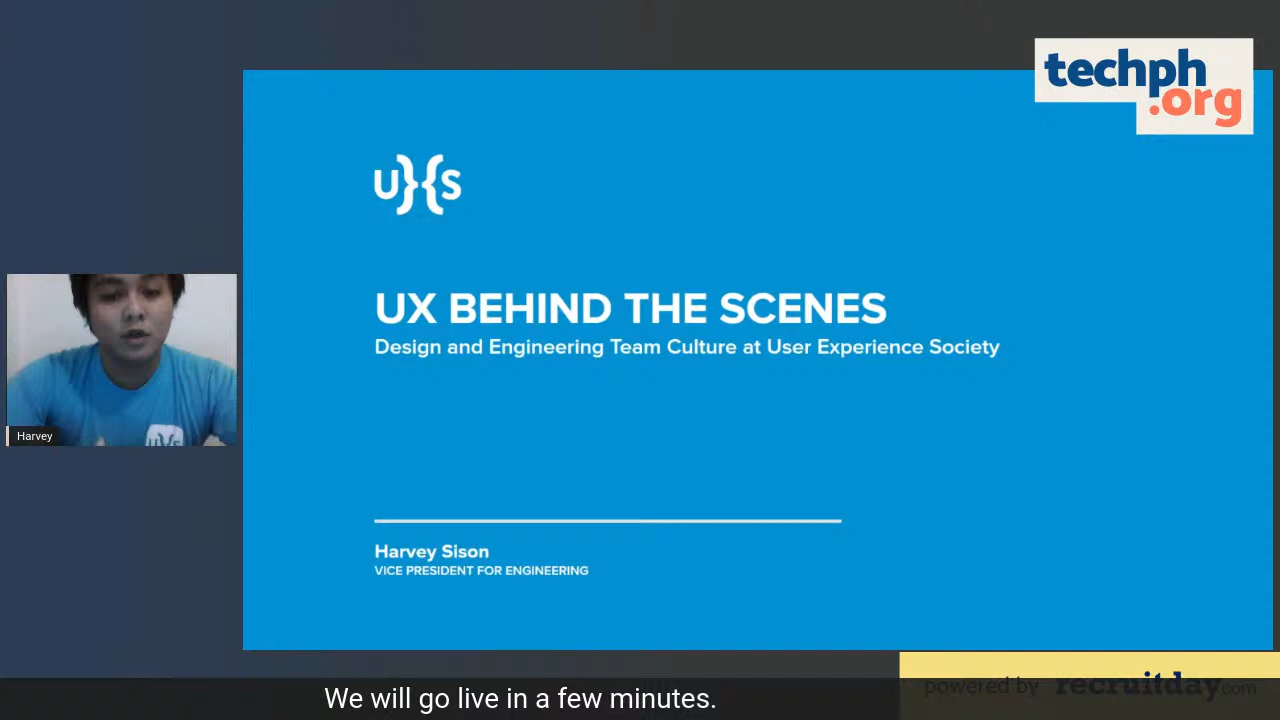 techph
.org
U}{S
UX BEHIND THE SCENES
Design and Engineering Team Culture at User Experience Society
Harvey
U}{S
Harvey Sison
VICE PRESIDENT FOR ENGINEERING
powered by recruitday.com
We will go live in a few minutes.